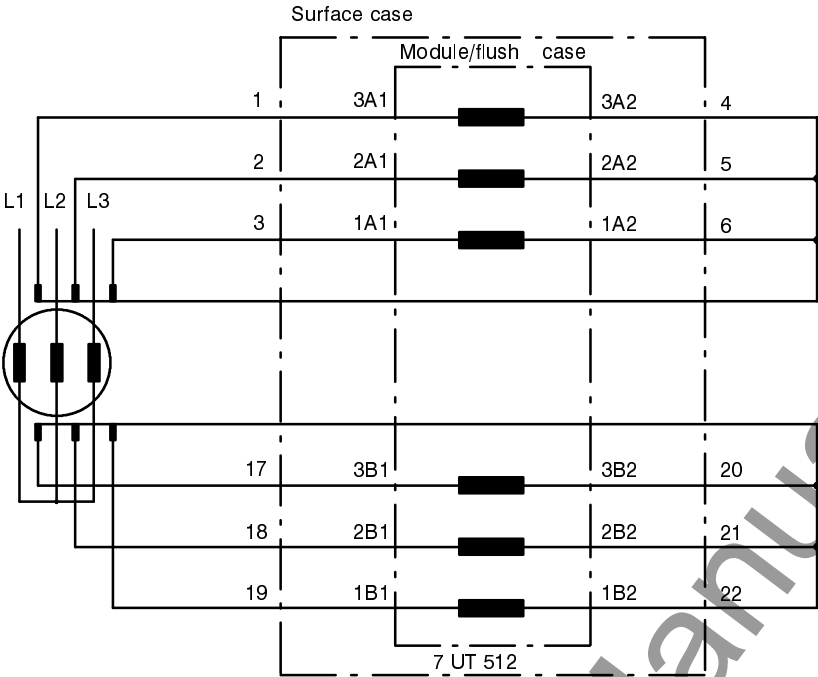 Surface case
Module/flush case
1 3A1 3A2 4
2 2A1 2A2 5
L1 L2 L3
3 1A1 1A2 6
17 3B1 3B2 20
18 2B1 2B2 21
19 1B1 1B2 22
7 UT 512